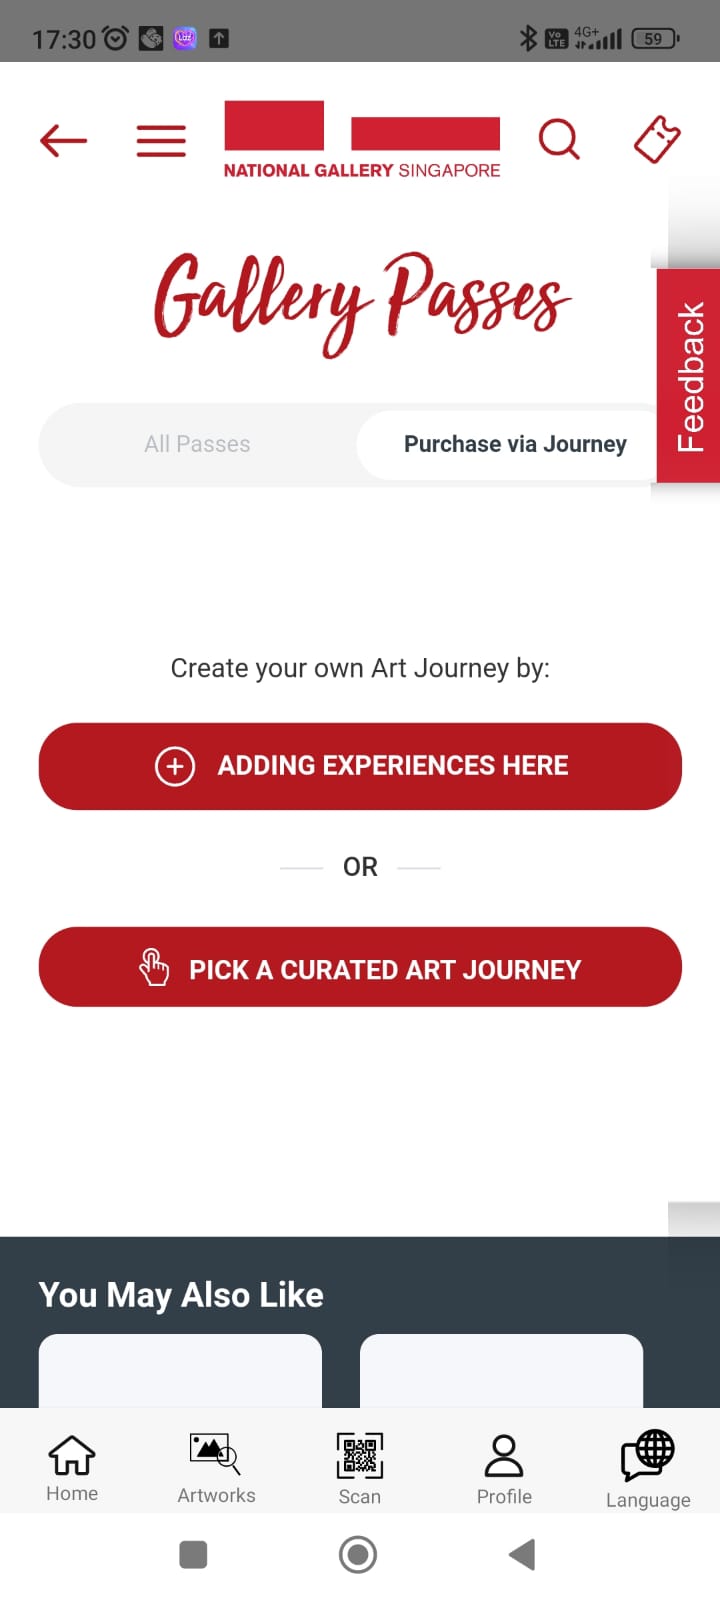 17:30
Vo LTE 4G+ 59
NATIONAL GALLERY SINGAPORE
Gallery Passes
Feedback
All Passes
Purchase via Journey
Create your own Art Journey by:
ADDING EXPERIENCES HERE
OR
PICK A CURATED ART JOURNEY
You May Also Like
Home
Artworks
Scan
Profile
Language